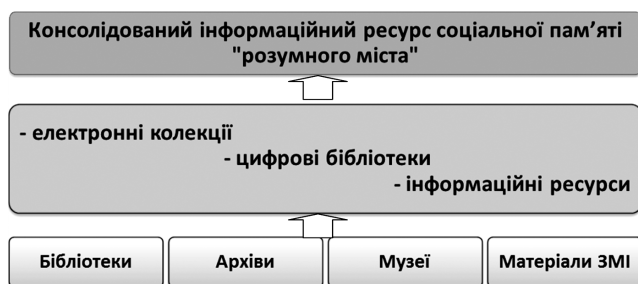 Консолідований інформаційний ресурс соціальної пам’яті
"розумного міста"
- електронні колекції
- цифрові бібліотеки
- інформаційні ресурси
Бібліотеки
Архіви
Музеї
Матеріали ЗМІ